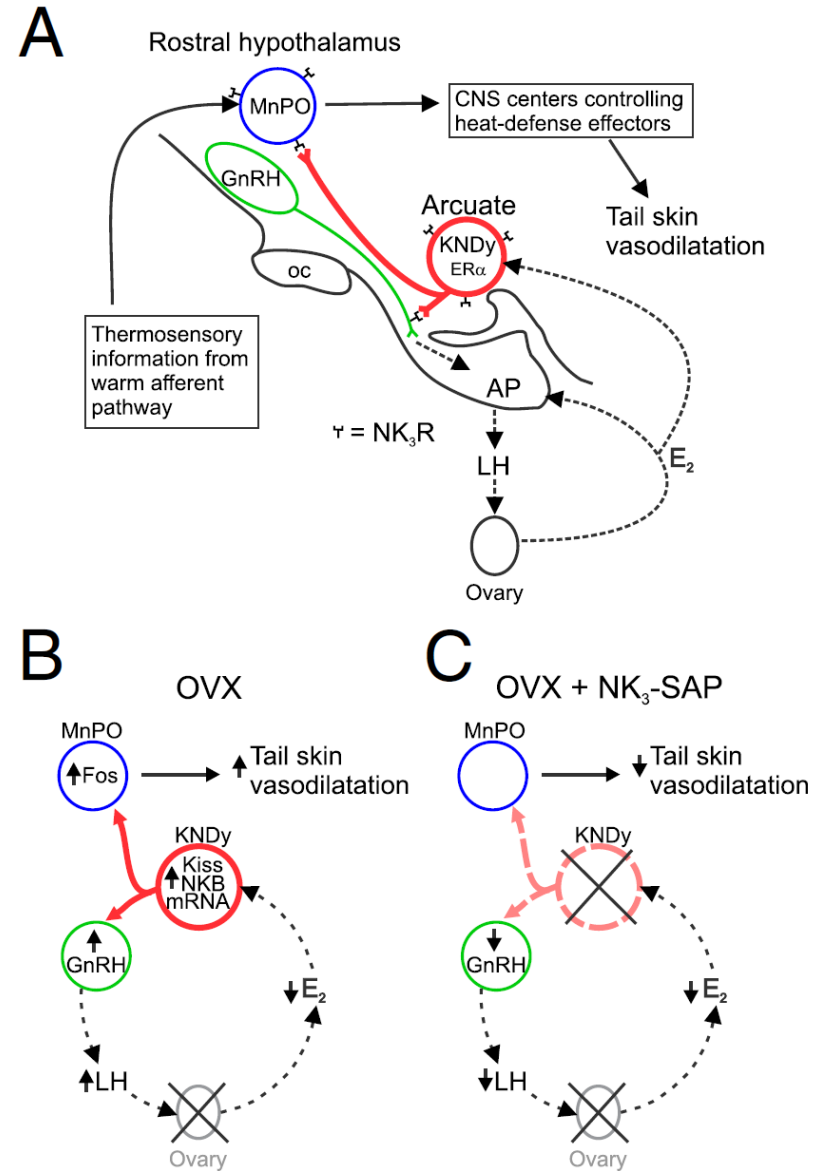 A
Rostral hypothalamus
MnPO
CNS centers controlling
heat-defense effectors
GnRH
Arcuate
KNDy
ERα
Tail skin
vasodilatation
oc
Thermosensory
information from
warm afferent
pathway
AP
= NK₃R
LH
E₂
Ovary
B
OVX
MnPO
↑Fos
↑ Tail skin
vasodilatation
KNDy
↑ Kiss
NKB
mRNA
↑
GnRH
↓E₂
↑LH
Ovary
C
OVX + NK₃-SAP
MnPO
↓ Tail skin
vasodilatation
KNDy
↓
GnRH
↓E₂
↓LH
Ovary